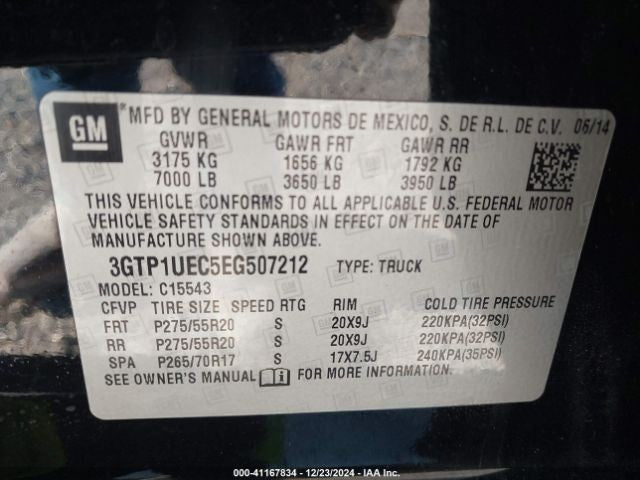 GM
* MFD BY GENERAL MOTORS DE MEXICO, S. DE R.L. DE C.V. 06/14
GVWR GAWR FRT GAWR RR
3175 KG 1656 KG 1792 KG
7000 LB 3650 LB 3950 LB
THIS VEHICLE CONFORMS TO ALL APPLICABLE U.S. FEDERAL MOTOR
VEHICLE SAFETY STANDARDS IN EFFECT ON THE DATE OF
MANUFACTURE SHOWN ABOVE.
3GTP1UEC5EG507212 TYPE: TRUCK
MODEL: C15543
CFVP TIRE SIZE SPEED RTG RIM COLD TIRE PRESSURE
FRT P275/55R20 S 20X9J 220KPA(32PSI)
RR P275/55R20 S 20X9J 220KPA(32PSI)
SPA P265/70R17 S 17X7.5J 240KPA(35PSI)
SEE OWNER'S MANUAL FOR MORE INFORMATION.
000-41167834 - 12/23/2024 - IAA Inc.